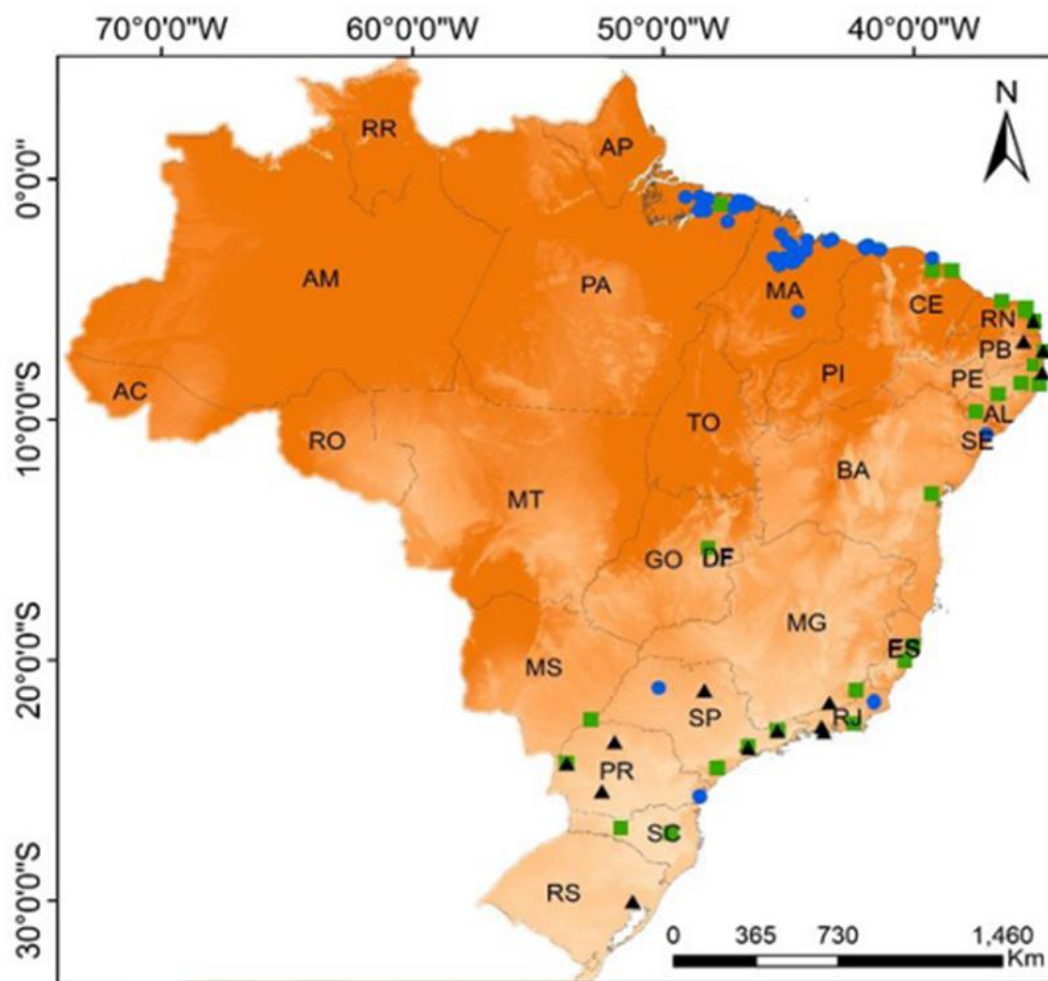 70°0'0"W 60°0'0"W 50°0'0"W 40°0'0"W
N
RR
AP
0°0'0"
AM
PA
MA
CE
RN
PB
PI
PE
AC
TO
AL
10°0'0"S
RO
SE
BA
MT
GO DF
MG
ES
20°0'0"S
MS
SP
RJ
PR
SC
RS
30°0'0"S
0 365 730 1,460
Km